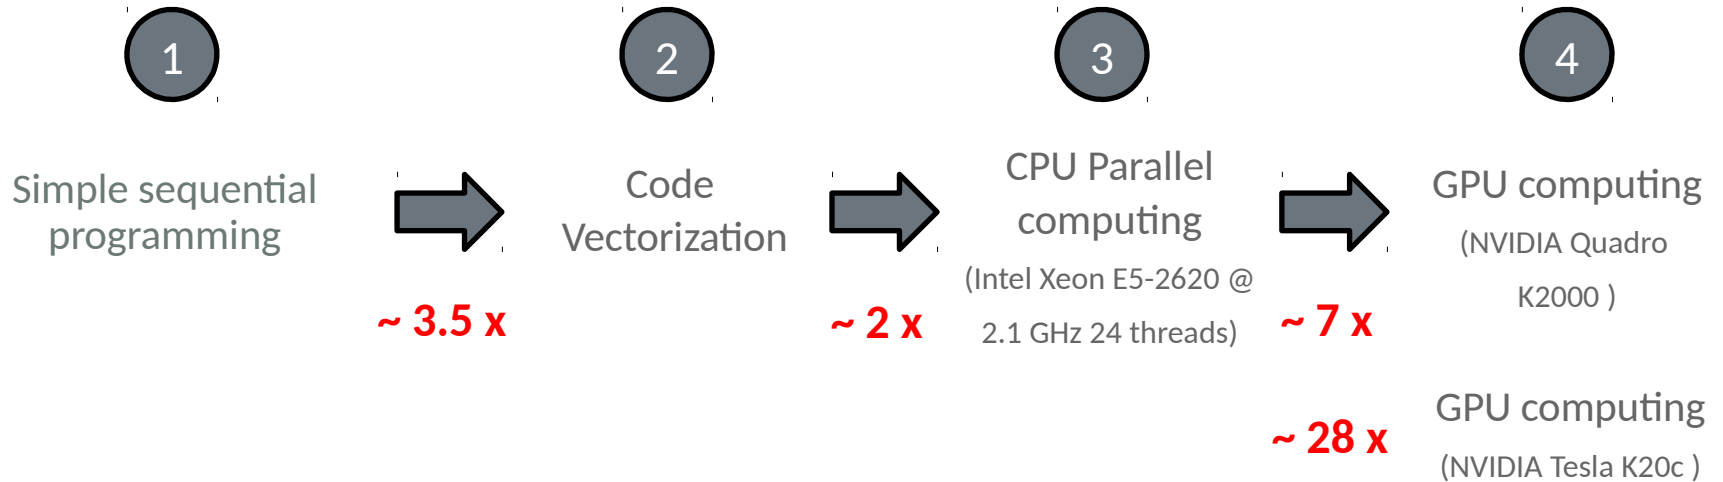 1
2
3
4
Simple sequential
programming
~ 3.5 x
Code
Vectorization
~ 2 x
CPU Parallel
computing
(Intel Xeon E5-2620 @
2.1 GHz 24 threads)
~ 7 x
GPU computing
(NVIDIA Quadro
K2000 )
~ 28 x
GPU computing
(NVIDIA Tesla K20c )